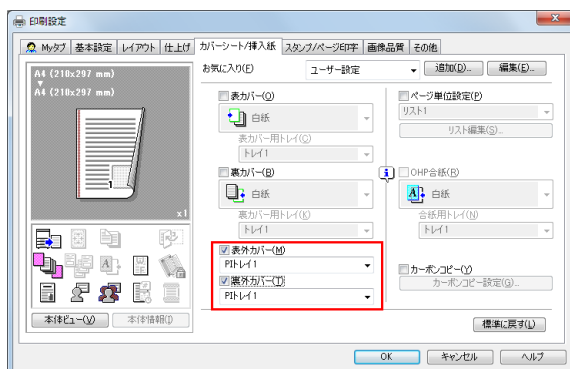 印刷設定
Myタブ 基本設定 レイアウト 仕上げ カバーシート/挿入紙 スタンプ/ページ印字 画像品質 その他
A4 (210x297 mm)
A4 (210x297 mm)
1
x1
本体ビュー(V) 本体情報(I)
お気に入り(F) ユーザー設定 追加(D)... 編集(E)...
表カバー(O)
白紙
表カバー用トレイ(C)
トレイ1
裏カバー(B)
白紙
裏カバー用トレイ(K)
トレイ1
表外カバー(M)
PIトレイ1
裏外カバー(T)
PIトレイ1
ページ単位設定(P)
リスト1
リスト編集(S)...
OHP合紙(R)
白紙
合紙用トレイ(N)
トレイ1
カーボンコピー(Y)
カーボンコピー設定(G)...
標準に戻す(L)
OK キャンセル ヘルプ